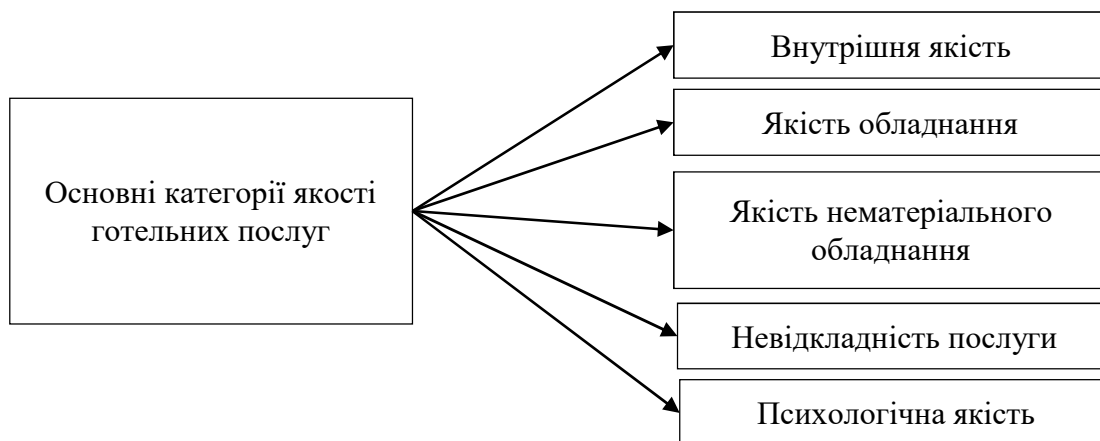 Основні категорії якості
готельних послуг
Внутрішня якість
Якість обладнання
Якість нематеріального
обладнання
Невідкладність послуги
Психологічна якість